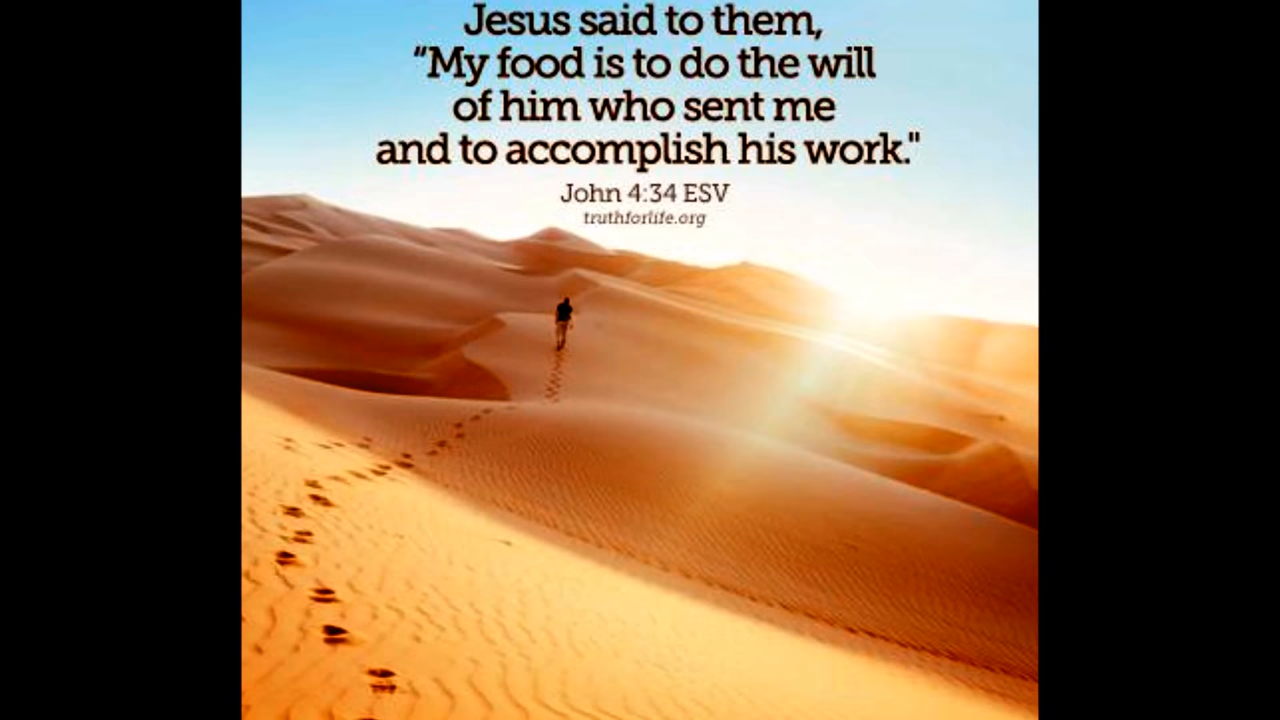 Jesus said to them,
“My food is to do the will
of him who sent me
and to accomplish his work."
John 4:34 ESV
truthforlife.org